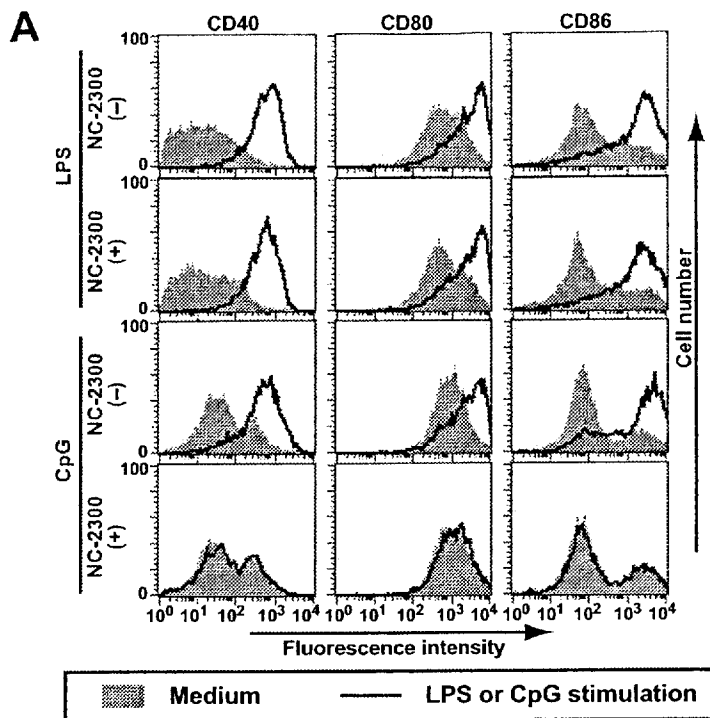 A
CD40 CD80 CD86
LPS
NC-2300
(-)
100
0
NC-2300
(+)
100
0
CpG
NC-2300
(-)
100
0
NC-2300
(+)
100
0
10⁰ 10¹ 10² 10³ 10⁴ 10⁰ 10¹ 10² 10³ 10⁴ 10⁰ 10¹ 10² 10³ 10⁴
Fluorescence intensity
Cell number
Medium LPS or CpG stimulation